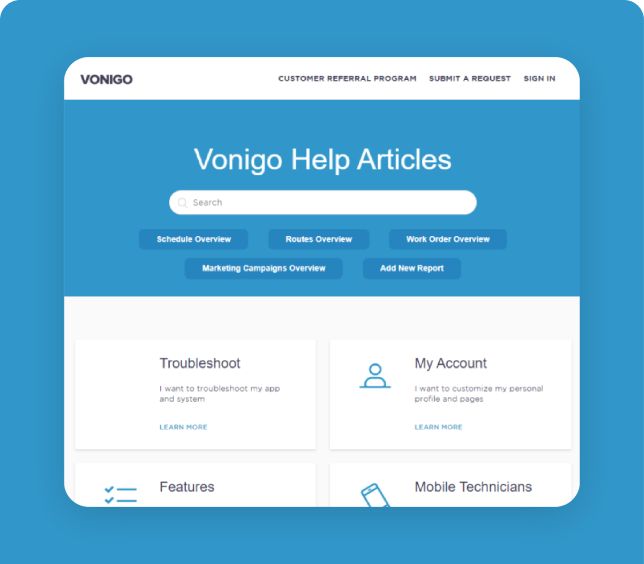 VONIGO
CUSTOMER REFERRAL PROGRAM SUBMIT A REQUEST SIGN IN
Vonigo Help Articles
Search
Schedule Overview Routes Overview Work Order Overview
Marketing Campaigns Overview Add New Report
Troubleshoot
I want to troubleshoot my app
and system
LEARN MORE
My Account
I want to customize my personal
profile and pages
LEARN MORE
Features
Mobile Technicians